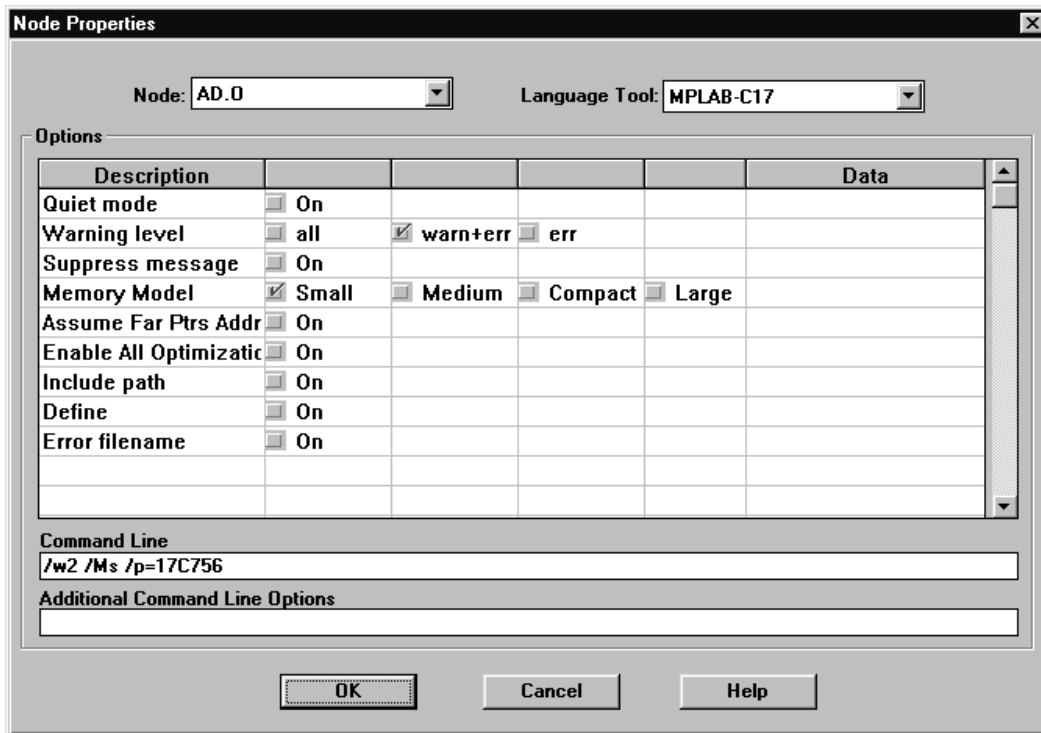 Node Properties
Node: AD.O Language Tool: MPLAB-C17
Options
Description Data
Quiet mode On
Warning level all warn+err err
Suppress message On
Memory Model Small Medium Compact Large
Assume Far Ptrs Addr On
Enable All Optimizatic On
Include path On
Define On
Error filename On
Command Line
/w2 /Ms /p=17C756
Additional Command Line Options
OK Cancel Help